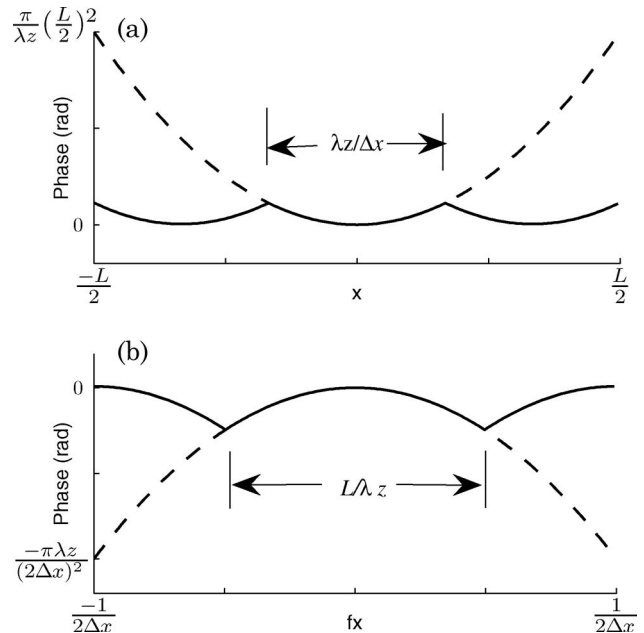 (a)
π/λz (L/2)²
Phase (rad)
0
λz/Δx
-L/2
x
L/2
(b)
0
Phase (rad)
L/λ z
-πλz/(2Δx)²
-1/2Δx
fx
1/2Δx